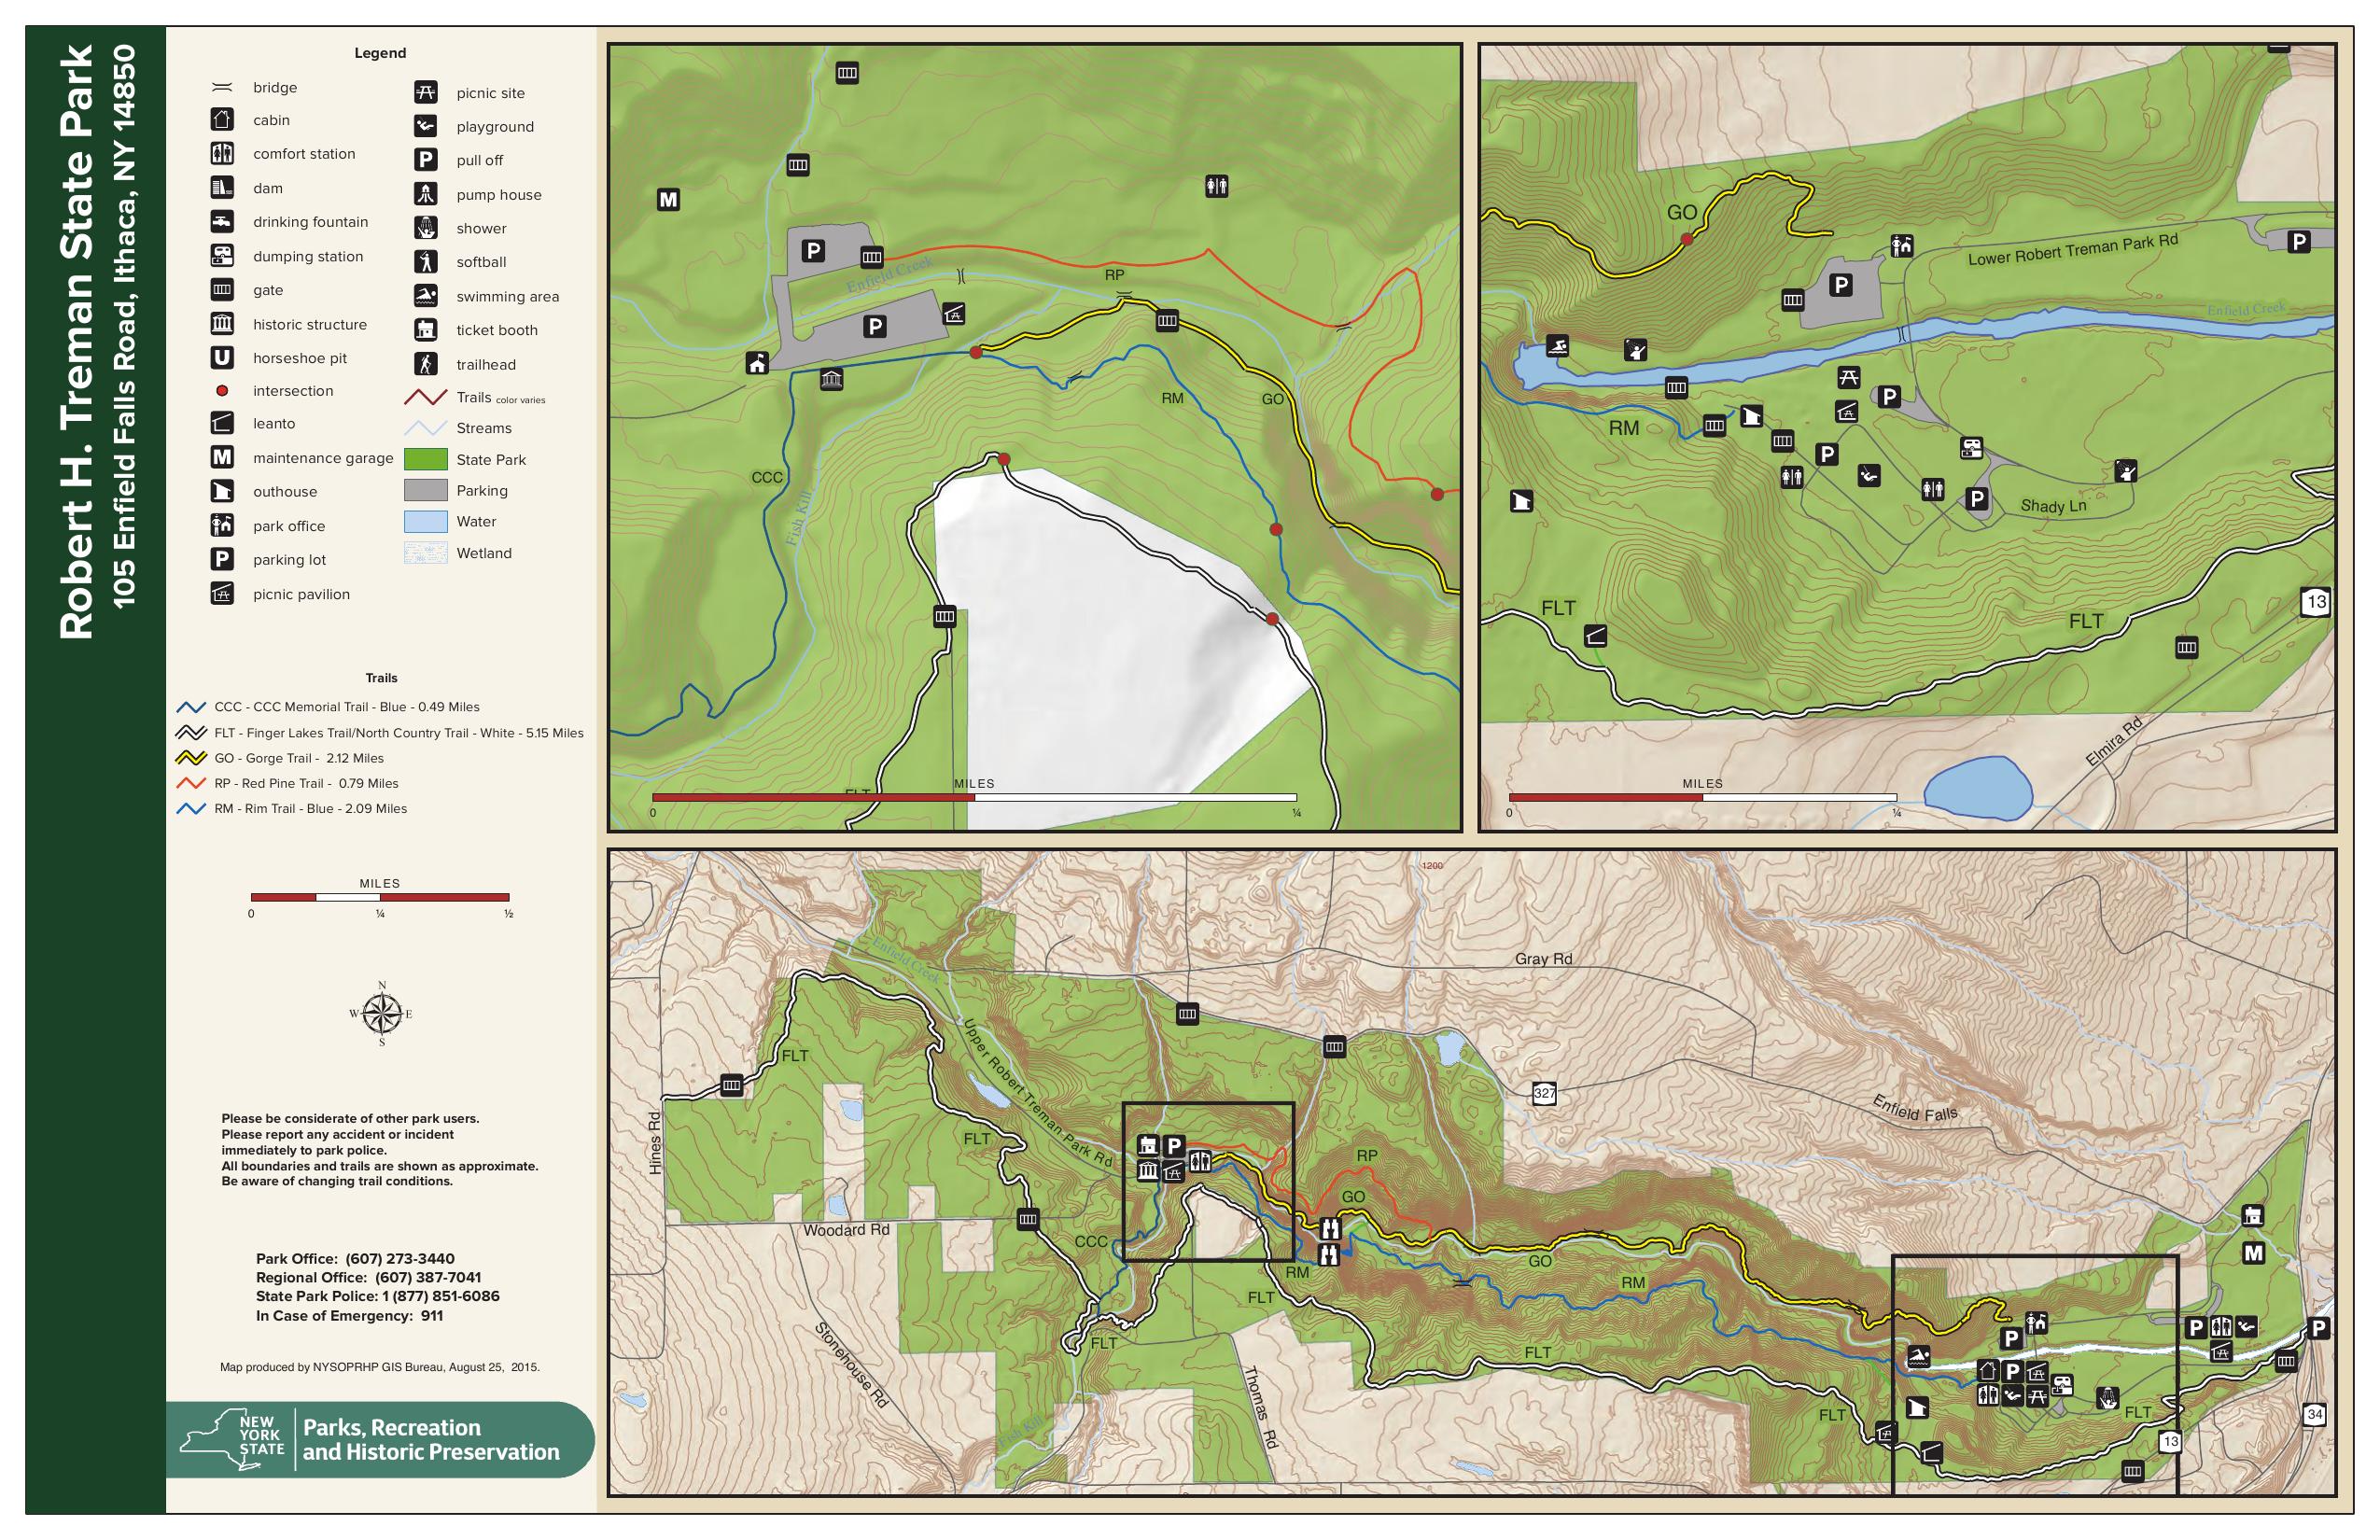 Robert H. Treman State Park
105 Enfield Falls Road, Ithaca, NY 14850
Legend
bridge
cabin
comfort station
dam
drinking fountain
dumping station
gate
historic structure
horseshoe pit
intersection
leanto
M maintenance garage
outhouse
park office
P parking lot
picnic pavilion
picnic site
playground
P pull off
pump house
shower
softball
swimming area
ticket booth
trailhead
Trails color varies
Streams
State Park
Parking
Water
Wetland
Trails
CCC - CCC Memorial Trail - Blue - 0.49 Miles
FLT - Finger Lakes Trail/North Country Trail - White - 5.15 Miles
GO - Gorge Trail - 2.12 Miles
RP - Red Pine Trail - 0.79 Miles
RM - Rim Trail - Blue - 2.09 Miles
MILES
0 ¼ ½
N
W E
S
Please be considerate of other park users.
Please report any accident or incident
immediately to park police.
All boundaries and trails are shown as approximate.
Be aware of changing trail conditions.
Park Office: (607) 273-3440
Regional Office: (607) 387-7041
State Park Police: 1 (877) 851-6086
In Case of Emergency: 911
Map produced by NYSOPRHP GIS Bureau, August 25, 2015.
NEW
YORK
STATE
Parks, Recreation
and Historic Preservation
M
P
Enfield Creek
RP
P
RM
GO
CCC
Fish Kill
FLT
MILES
0 ¼
GO
Lower Robert Treman Park Rd
P
P
Enfield Creek
P
RM
P
P
Shady Ln
FLT
FLT
13
Elmira Rd
MILES
0 ¼
1200
Enfield Creek
Gray Rd
FLT
Upper Robert Treman Park Rd
327
Enfield Falls
Hines Rd
FLT
P
RP
GO
Woodard Rd
CCC
RM
GO
RM
M
FLT
FLT
FLT
Stonehouse Rd
Thomas Rd
P
P
P
P
FLT
FLT
Fish Kill
13
34